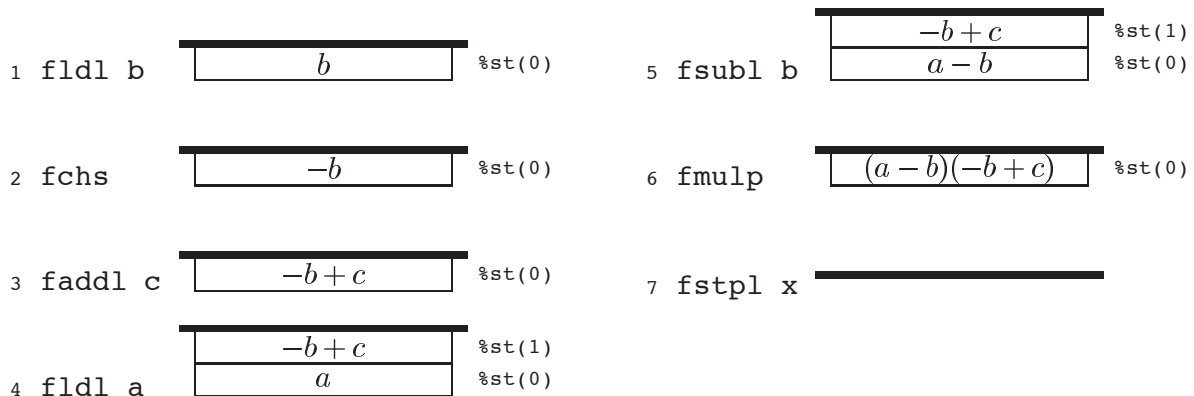 1 fldl b
b %st(0)
2 fchs
−b %st(0)
3 faddl c
−b + c %st(0)
4 fldl a
−b + c %st(1)
a %st(0)
5 fsubl b
−b + c %st(1)
a − b %st(0)
6 fmulp
(a − b)(−b + c) %st(0)
7 fstpl x